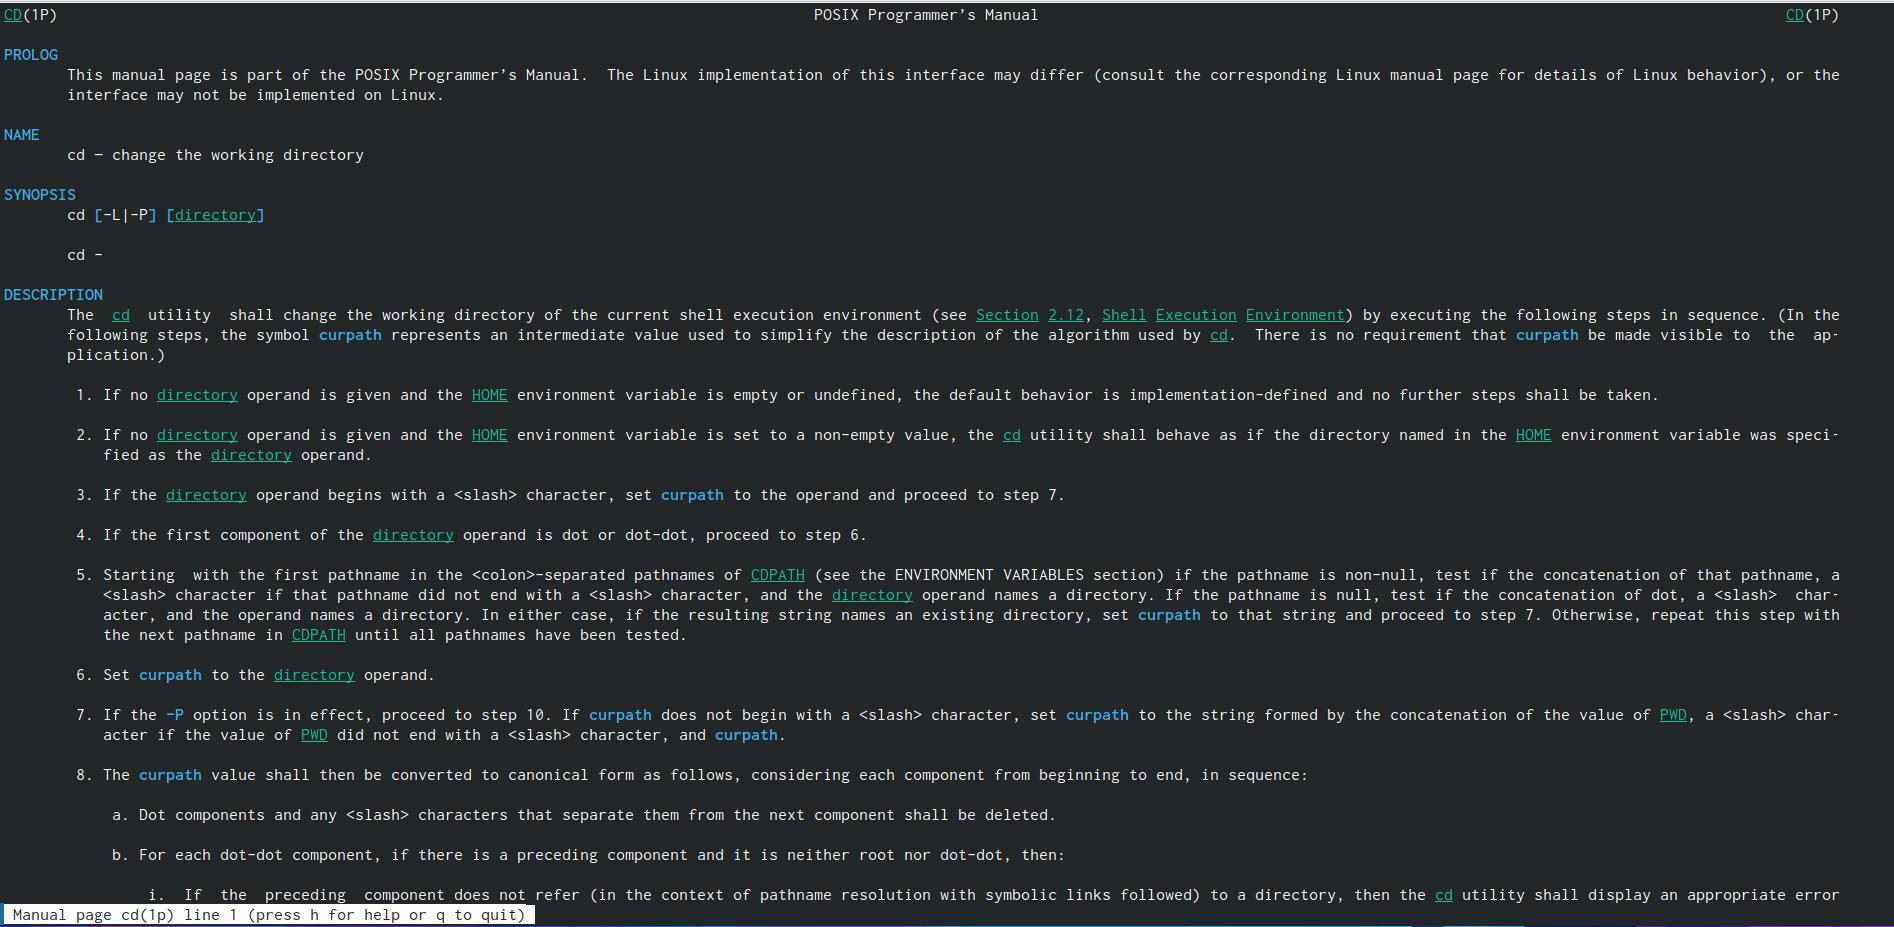 CD(1P) POSIX Programmer's Manual CD(1P)
PROLOG
This manual page is part of the POSIX Programmer's Manual. The Linux implementation of this interface may differ (consult the corresponding Linux manual page for details of Linux behavior), or the
interface may not be implemented on Linux.
NAME
cd — change the working directory
SYNOPSIS
cd [-L|-P] [directory]
cd -
DESCRIPTION
The cd utility shall change the working directory of the current shell execution environment (see Section 2.12, Shell Execution Environment) by executing the following steps in sequence. (In the
following steps, the symbol curpath represents an intermediate value used to simplify the description of the algorithm used by cd. There is no requirement that curpath be made visible to the ap-
plication.)
1. If no directory operand is given and the HOME environment variable is empty or undefined, the default behavior is implementation-defined and no further steps shall be taken.
2. If no directory operand is given and the HOME environment variable is set to a non-empty value, the cd utility shall behave as if the directory named in the HOME environment variable was speci-
fied as the directory operand.
3. If the directory operand begins with a <slash> character, set curpath to the operand and proceed to step 7.
4. If the first component of the directory operand is dot or dot-dot, proceed to step 6.
5. Starting with the first pathname in the <colon>-separated pathnames of CDPATH (see the ENVIRONMENT VARIABLES section) if the pathname is non-null, test if the concatenation of that pathname, a
<slash> character if that pathname did not end with a <slash> character, and the directory operand names a directory. If the pathname is null, test if the concatenation of dot, a <slash> char-
acter, and the operand names a directory. In either case, if the resulting string names an existing directory, set curpath to that string and proceed to step 7. Otherwise, repeat this step with
the next pathname in CDPATH until all pathnames have been tested.
6. Set curpath to the directory operand.
7. If the -P option is in effect, proceed to step 10. If curpath does not begin with a <slash> character, set curpath to the string formed by the concatenation of the value of PWD, a <slash> char-
acter if the value of PWD did not end with a <slash> character, and curpath.
8. The curpath value shall then be converted to canonical form as follows, considering each component from beginning to end, in sequence:
a. Dot components and any <slash> characters that separate them from the next component shall be deleted.
b. For each dot-dot component, if there is a preceding component and it is neither root nor dot-dot, then:
i. If the preceding component does not refer (in the context of pathname resolution with symbolic links followed) to a directory, then the cd utility shall display an appropriate error
Manual page cd(1p) line 1 (press h for help or q to quit)